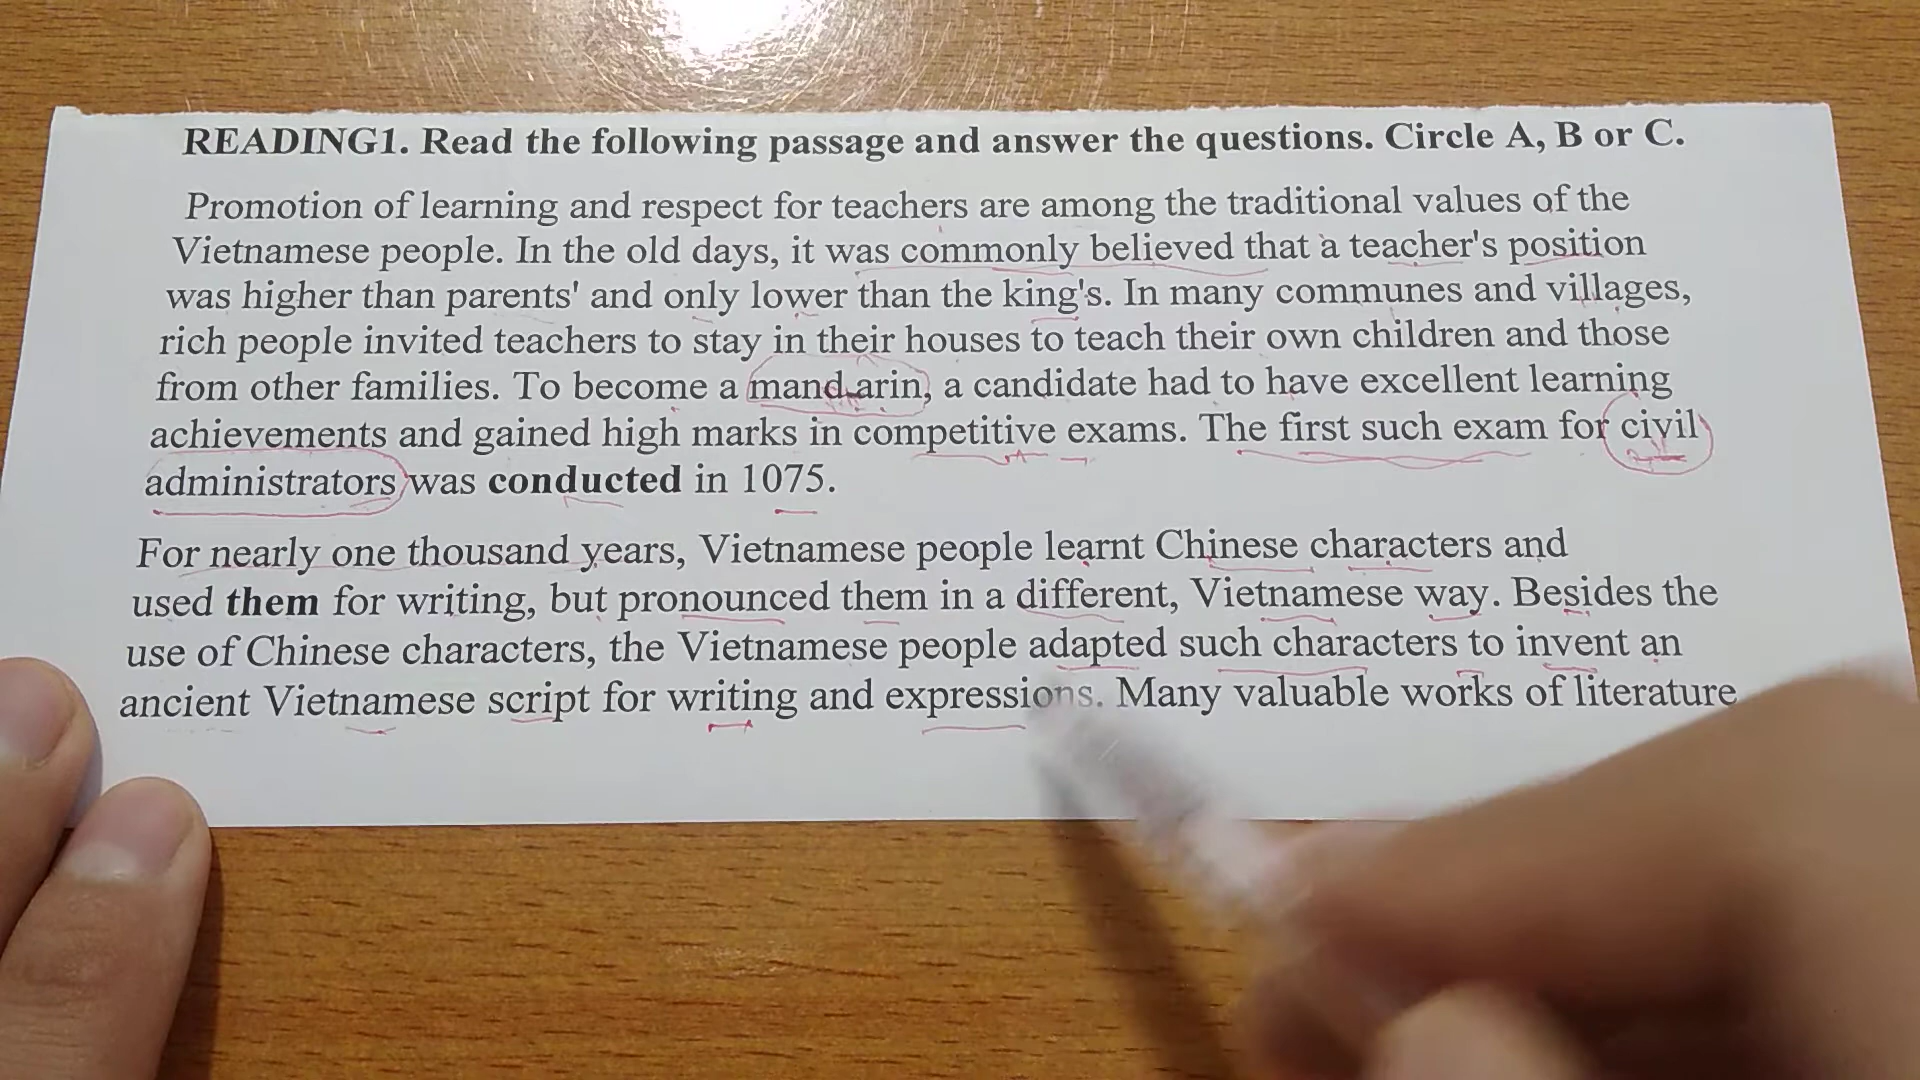 READING1. Read the following passage and answer the questions. Circle A, B or C.
Promotion of learning and respect for teachers are among the traditional values of the
Vietnamese people. In the old days, it was commonly believed that a teacher's position
was higher than parents' and only lower than the king's. In many communes and villages,
rich people invited teachers to stay in their houses to teach their own children and those
from other families. To become a mand arin, a candidate had to have excellent learning
achievements and gained high marks in competitive exams. The first such exam for civil
administrators was conducted in 1075.
For nearly one thousand years, Vietnamese people learnt Chinese characters and
used them for writing, but pronounced them in a different, Vietnamese way. Besides the
use of Chinese characters, the Vietnamese people adapted such characters to invent an
ancient Vietnamese script for writing and expressions. Many valuable works of literature